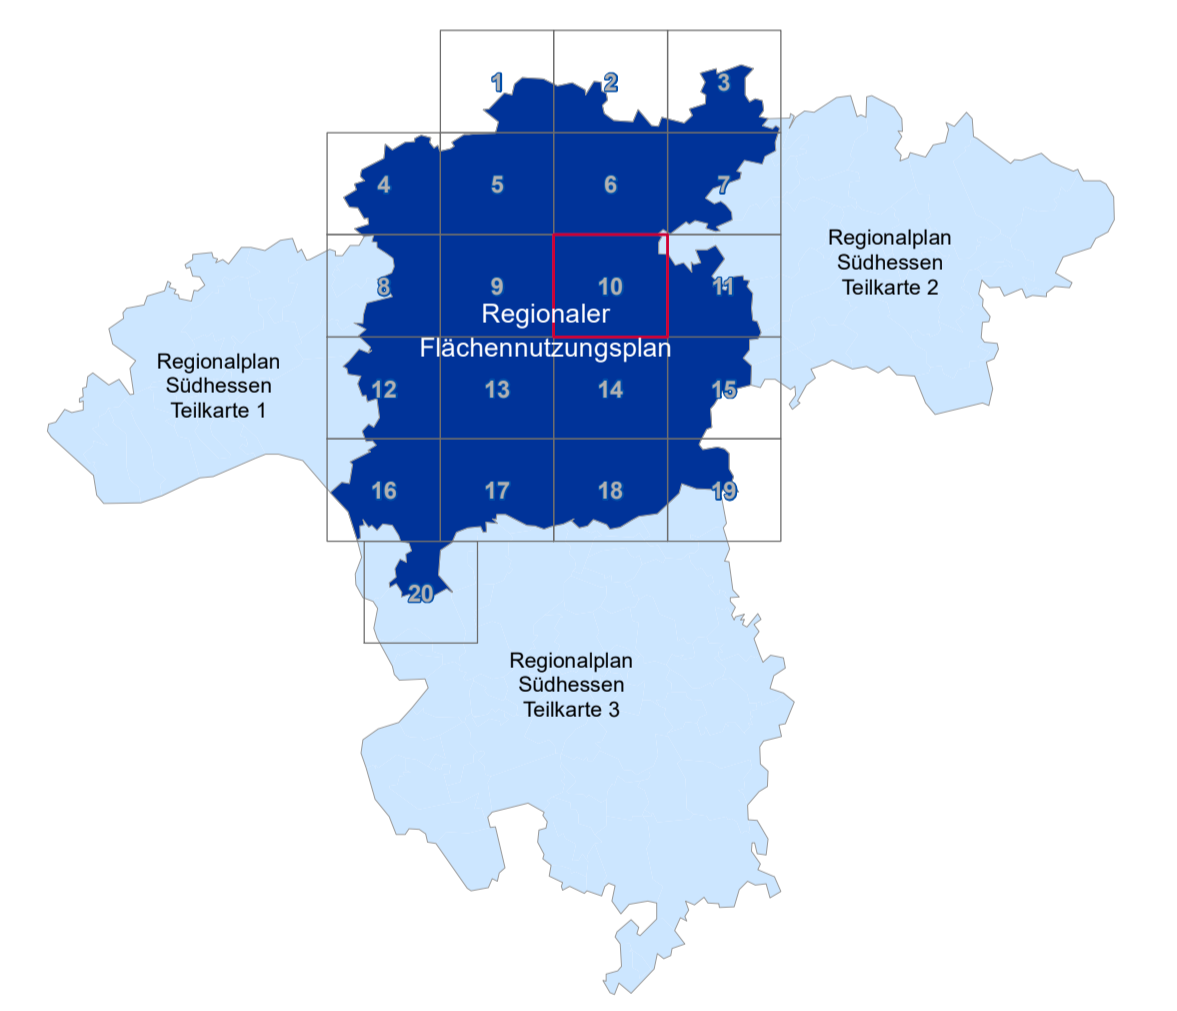 1 2 3
4 5 6 7
Regionalplan
Südhessen
Teilkarte 2
8 9 10 11
Regionaler
Flächennutzungsplan
Regionalplan
Südhessen
Teilkarte 1
12 13 14 15
16 17 18 19
20
Regionalplan
Südhessen
Teilkarte 3